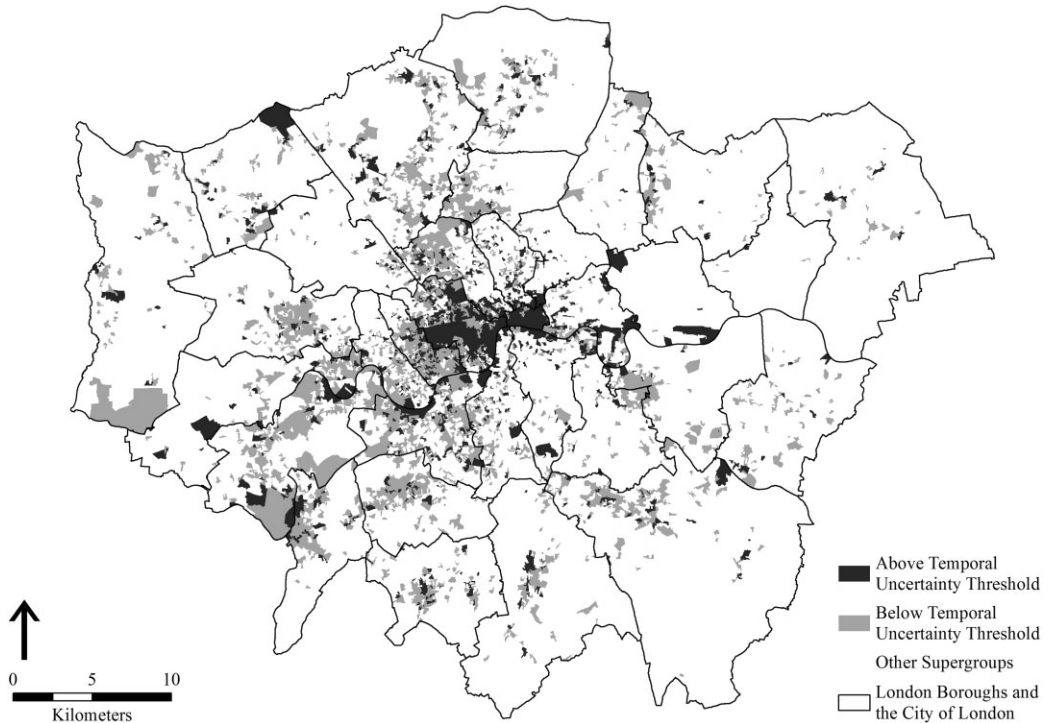 Above Temporal
Uncertainty Threshold
Below Temporal
Uncertainty Threshold
Other Supergroups
London Boroughs and
the City of London
0 5 10
Kilometers